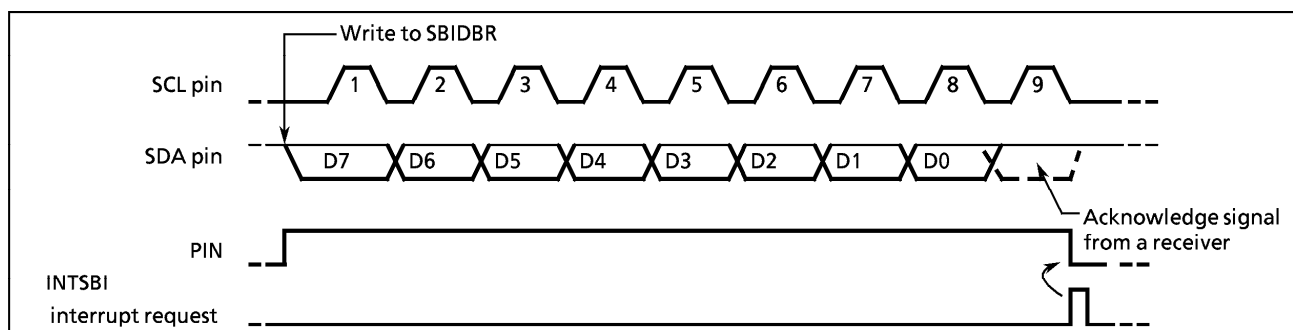 Write to SBIDBR
SCL pin
1 2 3 4 5 6 7 8 9
SDA pin
D7 D6 D5 D4 D3 D2 D1 D0
Acknowledge signal
from a receiver
PIN
INTSBI
interrupt request